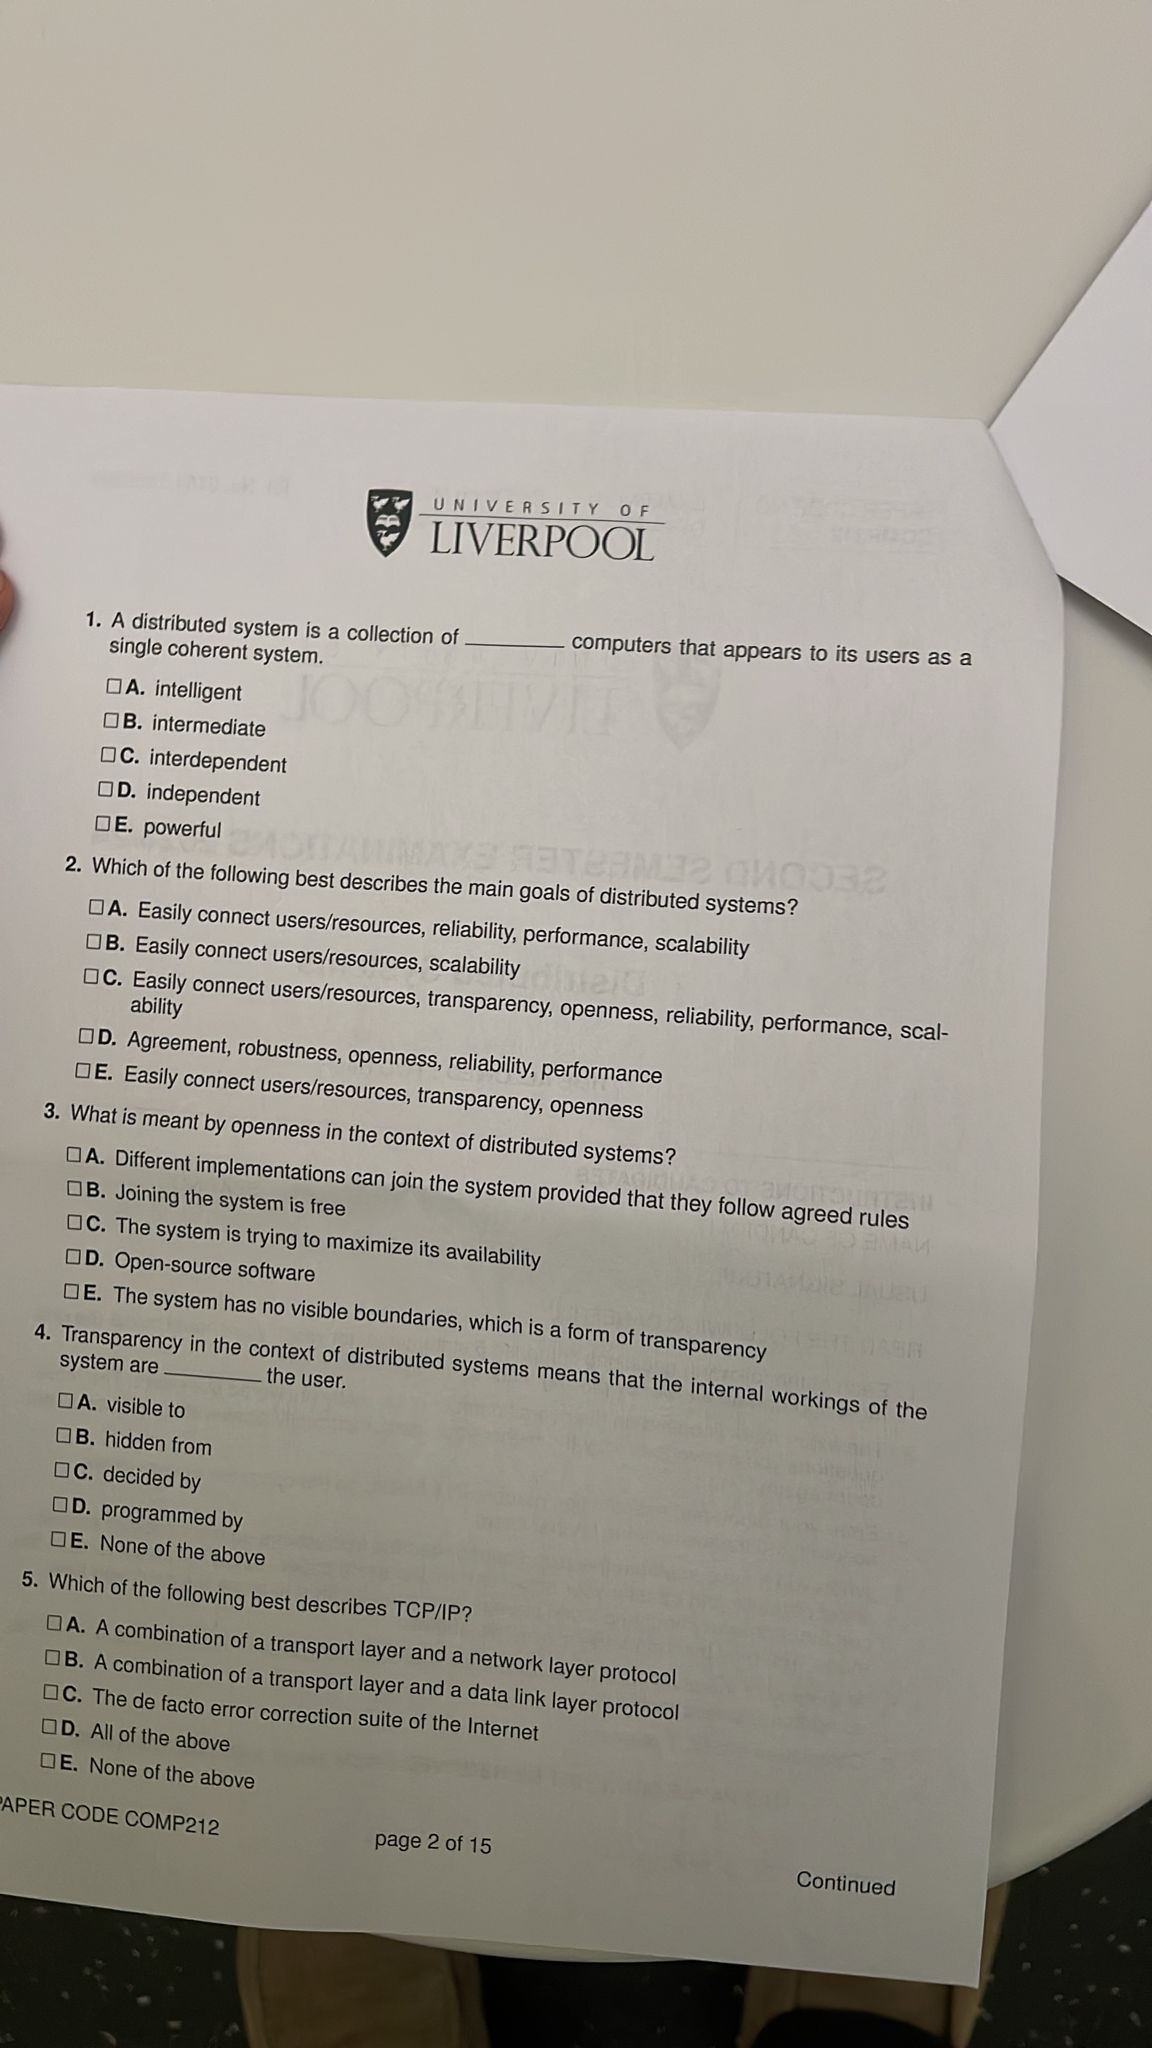 UNIVERSITY OF
LIVERPOOL
1. A distributed system is a collection of ________ computers that appears to its users as a
single coherent system.
A. intelligent
B. intermediate
C. interdependent
D. independent
E. powerful
2. Which of the following best describes the main goals of distributed systems?
A. Easily connect users/resources, reliability, performance, scalability
B. Easily connect users/resources, scalability
C. Easily connect users/resources, transparency, openness, reliability, performance, scal-
ability
D. Agreement, robustness, openness, reliability, performance
E. Easily connect users/resources, transparency, openness
3. What is meant by openness in the context of distributed systems?
A. Different implementations can join the system provided that they follow agreed rules
B. Joining the system is free
C. The system is trying to maximize its availability
D. Open-source software
E. The system has no visible boundaries, which is a form of transparency
4. Transparency in the context of distributed systems means that the internal workings of the
system are ________ the user.
A. visible to
B. hidden from
C. decided by
D. programmed by
E. None of the above
5. Which of the following best describes TCP/IP?
A. A combination of a transport layer and a network layer protocol
B. A combination of a transport layer and a data link layer protocol
C. The de facto error correction suite of the Internet
D. All of the above
E. None of the above
PAPER CODE COMP212
page 2 of 15
Continued